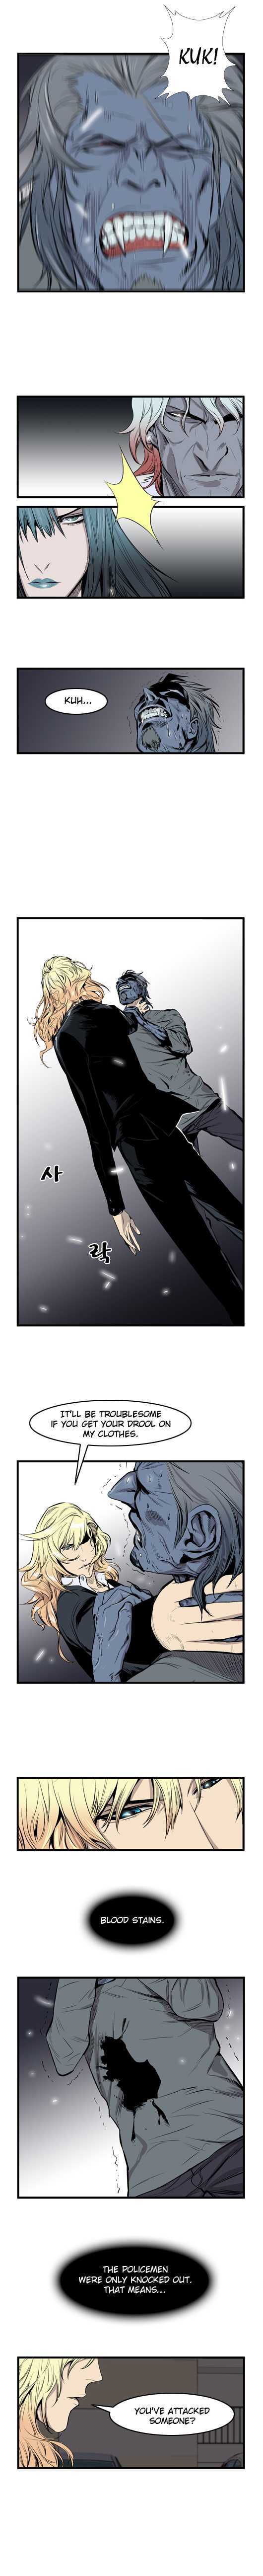 KUK!
KUH...
사
락
IT'LL BE TROUBLESOME
IF YOU GET YOUR DROOL ON
MY CLOTHES.
BLOOD STAINS.
THE POLICEMEN
WERE ONLY KNOCKED OUT.
THAT MEANS...
YOU'VE ATTACKED
SOMEONE?